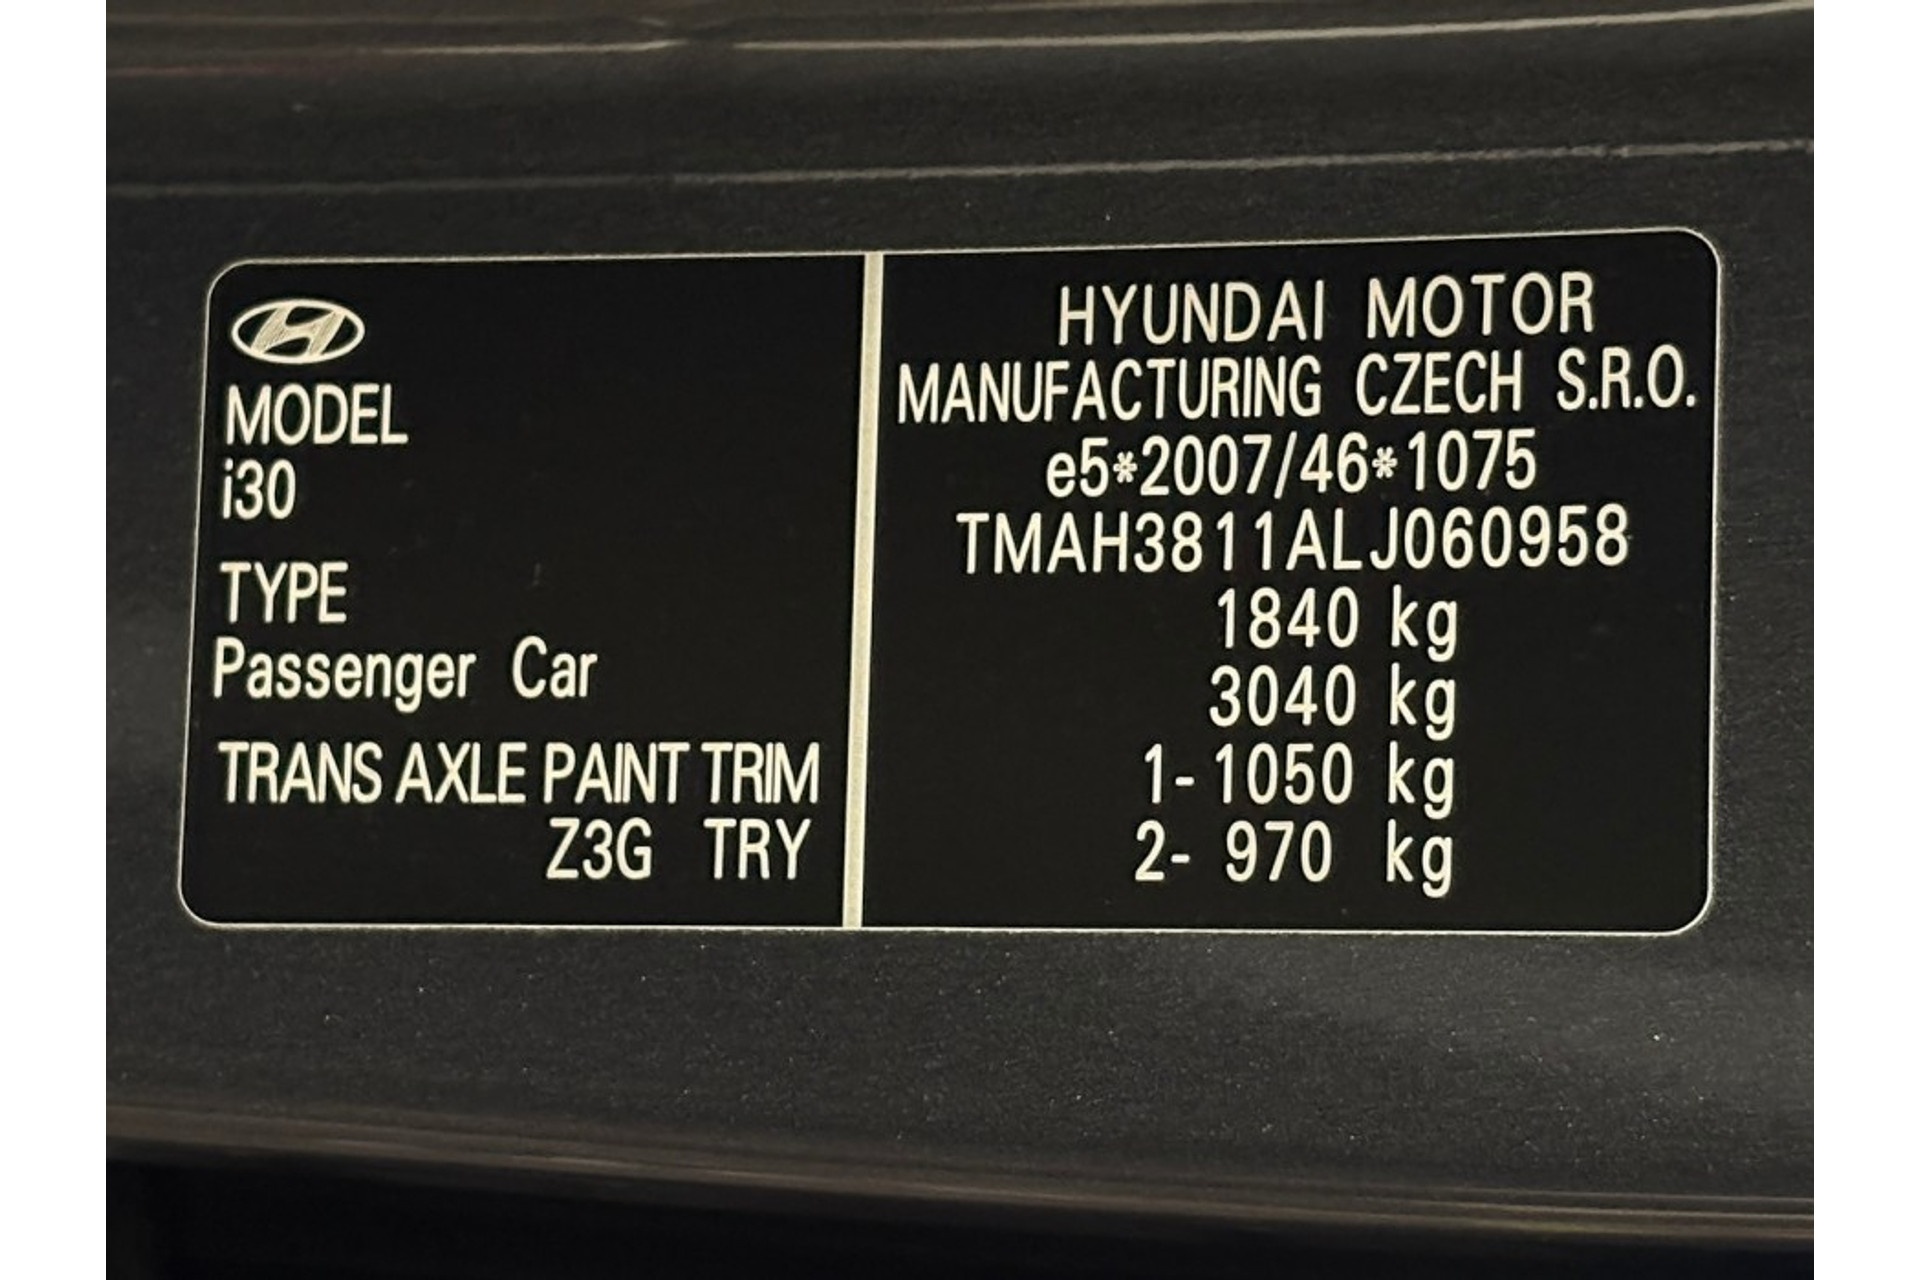 MODEL
i30
TYPE
Passenger Car
TRANS AXLE PAINT TRIM
Z3G TRY
HYUNDAI MOTOR
MANUFACTURING CZECH S.R.O.
e5*2007/46*1075
TMAH3811ALJ060958
1840 kg
3040 kg
1- 1050 kg
2- 970 kg